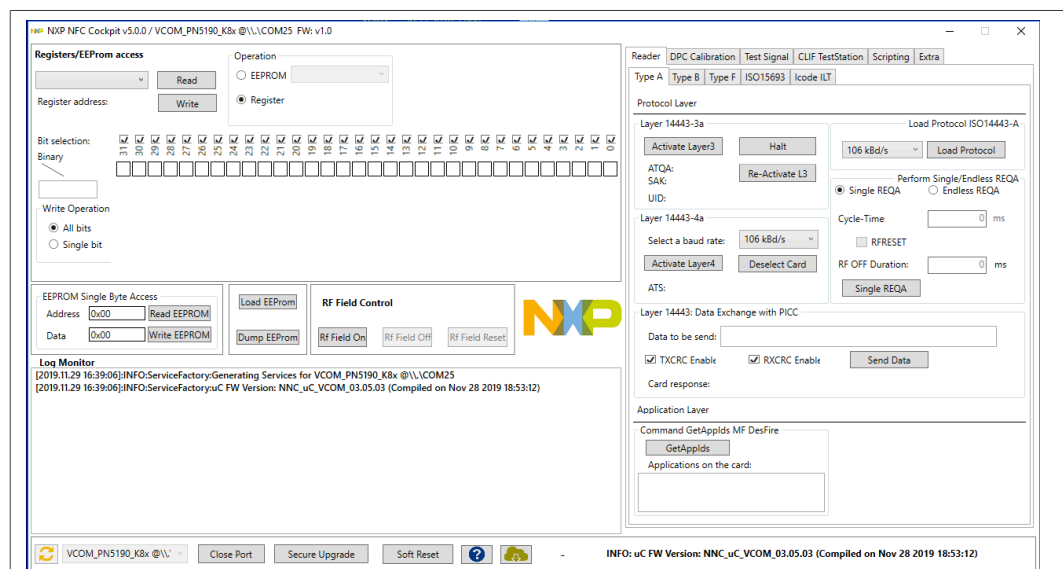 NXP NFC Cockpit v5.0.0 / VCOM_PN5190_K8x @\\.\COM25 FW: v1.0
Registers/EEProm access
Read
Register address:
Write
Operation
EEPROM
Register
Bit selection:
31 30 29 28 27 26 25 24 23 22 21 20 19 18 17 16 15 14 13 12 11 10 9 8 7 6 5 4 3 2 1 0
Binary
Write Operation
All bits
Single bit
EEPROM Single Byte Access
Address 0x00 Read EEPROM
Data 0x00 Write EEPROM
Load EEProm
Dump EEProm
RF Field Control
Rf Field On Rf Field Off Rf Field Reset
NXP
Log Monitor
[2019.11.29 16:39:06]:INFO:ServiceFactory:Generating Services for VCOM_PN5190_K8x @\\.\COM25
[2019.11.29 16:39:06]:INFO:ServiceFactory:uC FW Version: NNC_uC_VCOM_03.05.03 (Compiled on Nov 28 2019 18:53:12)
Reader DPC Calibration Test Signal CLIF TestStation Scripting Extra
Type A Type B Type F ISO15693 Icode ILT
Protocol Layer
Layer 14443-3a
Activate Layer3 Halt
ATQA:
SAK:
Re-Activate L3
UID:
Load Protocol ISO14443-A
106 kBd/s Load Protocol
Perform Single/Endless REQA
Single REQA Endless REQA
Cycle-Time: 0 ms
RFRESET
RF OFF Duration: 0 ms
Single REQA
Layer 14443-4a
Select a baud rate: 106 kBd/s
Activate Layer4 Deselect Card
ATS:
Layer 14443: Data Exchange with PICC
Data to be send:
TXCRC Enable RXCRC Enable Send Data
Card response:
Application Layer
Command GetAppIds MF DesFire
GetAppIds
Applications on the card:
VCOM_PN5190_K8x @\\. Close Port Secure Upgrade Soft Reset ? - INFO: uC FW Version: NNC_uC_VCOM_03.05.03 (Compiled on Nov 28 2019 18:53:12)